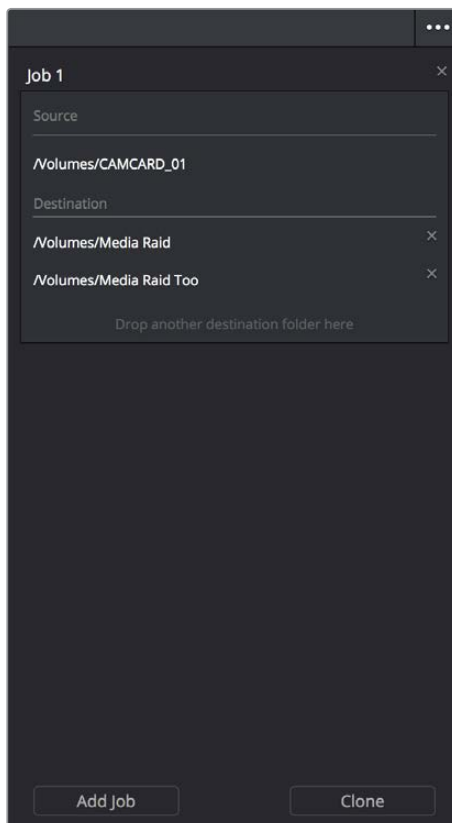 Job 1
Source
/Volumes/CAMCARD_01
Destination
/Volumes/Media Raid
/Volumes/Media Raid Too
Drop another destination folder here
Add Job
Clone